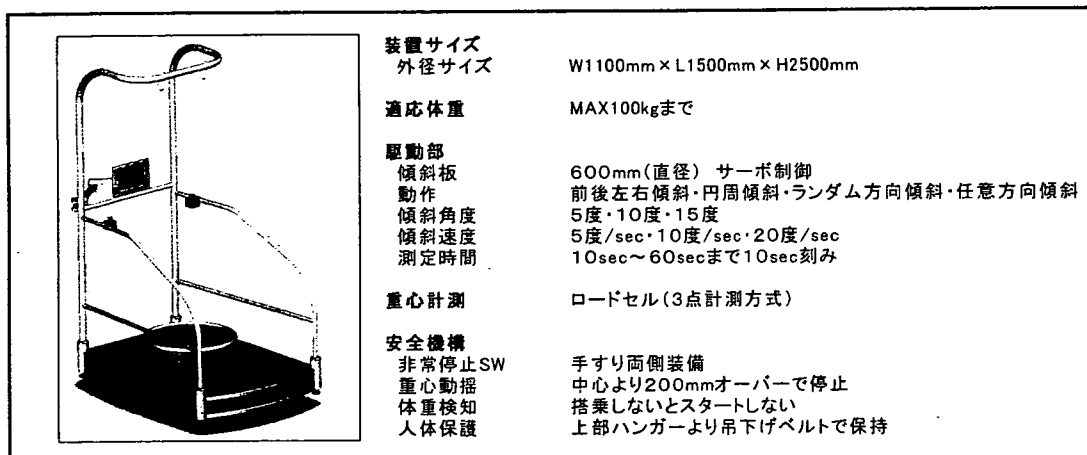 装置サイズ
外径サイズ W1100mm×L1500mm×H2500mm
適応体重 MAX100kgまで
駆動部
傾斜板 600mm(直径) サーボ制御
動作 前後左右傾斜・円周傾斜・ランダム方向傾斜・任意方向傾斜
傾斜角度 5度・10度・15度
傾斜速度 5度/sec・10度/sec・20度/sec
測定時間 10sec～60secまで10sec刻み
重心計測 ロードセル(3点計測方式)
安全機構
非常停止SW 手すり両側装備
重心動揺 中心より200mmオーバーで停止
体重検知 搭乗しないとスタートしない
人体保護 上部ハンガーより吊下げベルトで保持